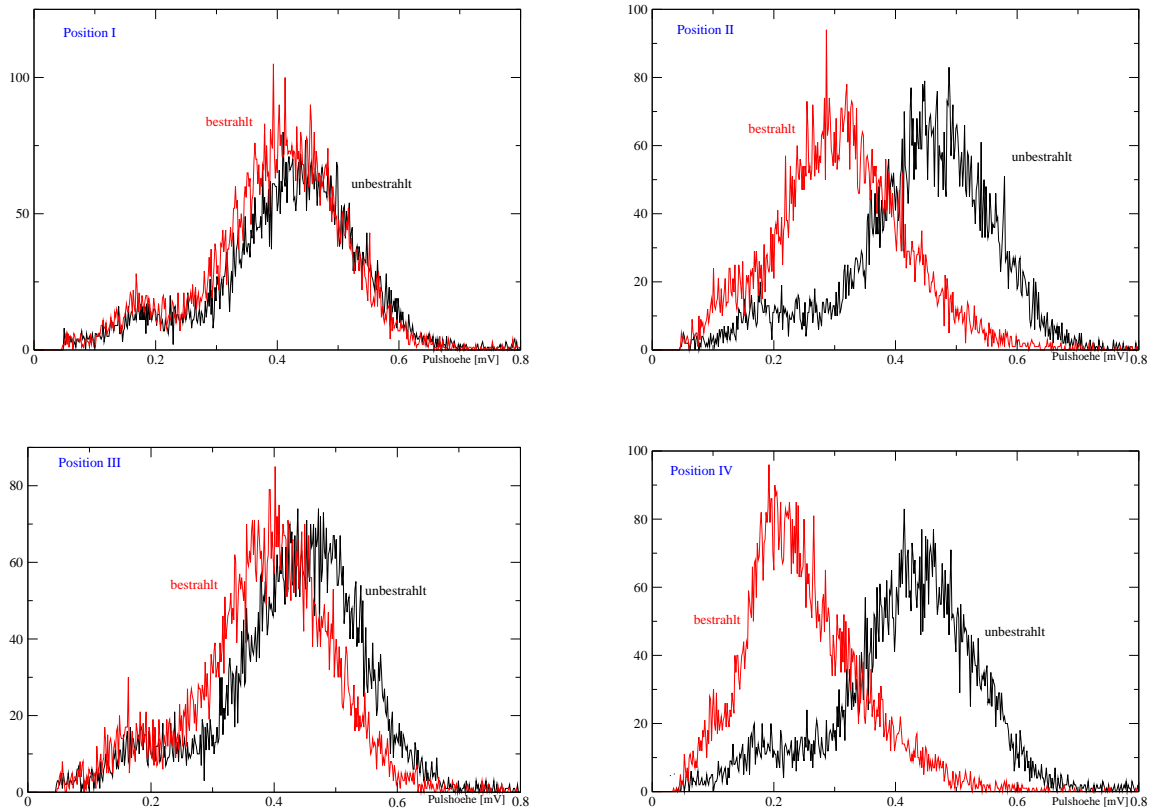 Position I
100
50
0
bestrahlt
unbestrahlt
0
0.2
0.4
0.6
0.8
Pulshoehe [mV]
Position II
100
80
60
40
20
0
bestrahlt
unbestrahlt
0
0.2
0.4
0.6
0.8
Pulshoehe [mV]
Position III
80
60
40
20
0
bestrahlt
unbestrahlt
0
0.2
0.4
0.6
0.8
Pulshoehe [mV]
Position IV
100
80
60
40
20
0
bestrahlt
unbestrahlt
0
0.2
0.4
0.6
0.8
Pulshoehe [mV]